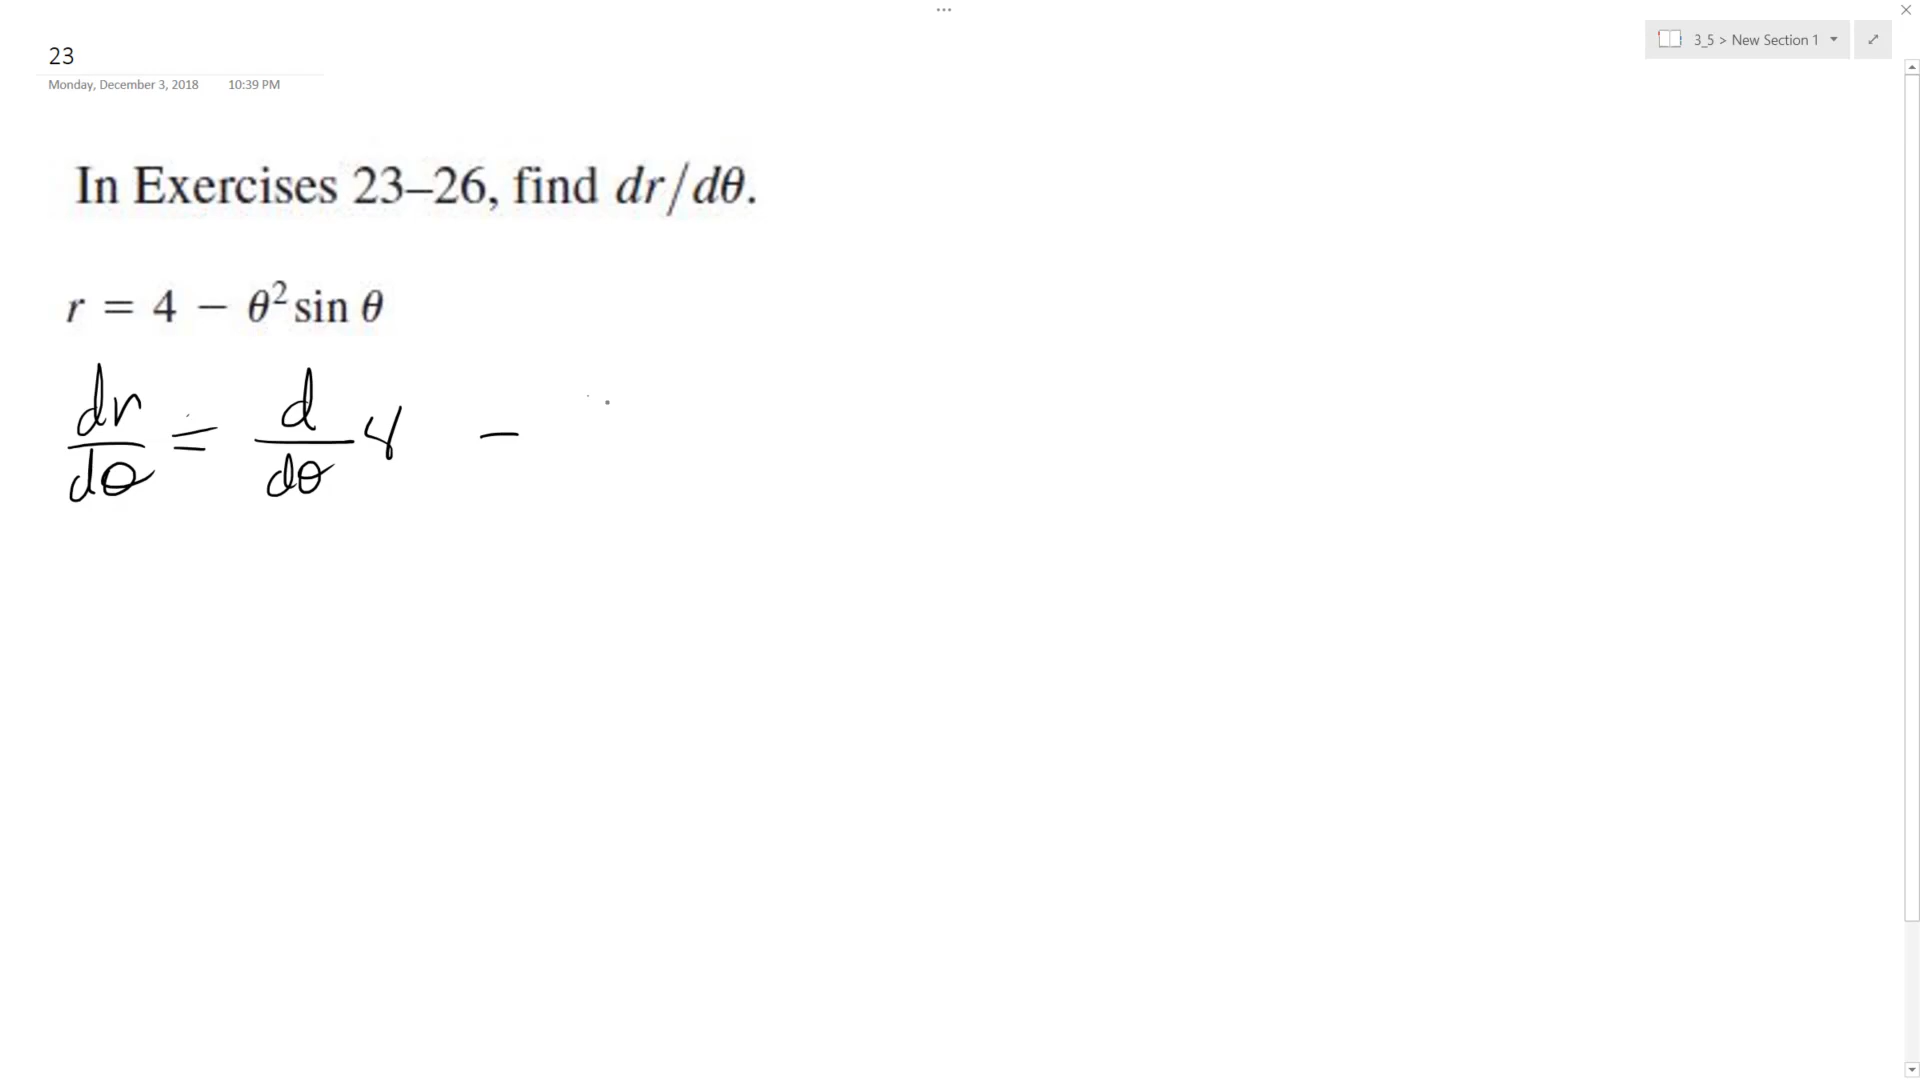 ...
3_5 > New Section 1
23
Monday, December 3, 2018 10:39 PM
In Exercises 23–26, find dr/dθ.
r = 4 − θ² sin θ
dr/dθ = d/dθ 4 −